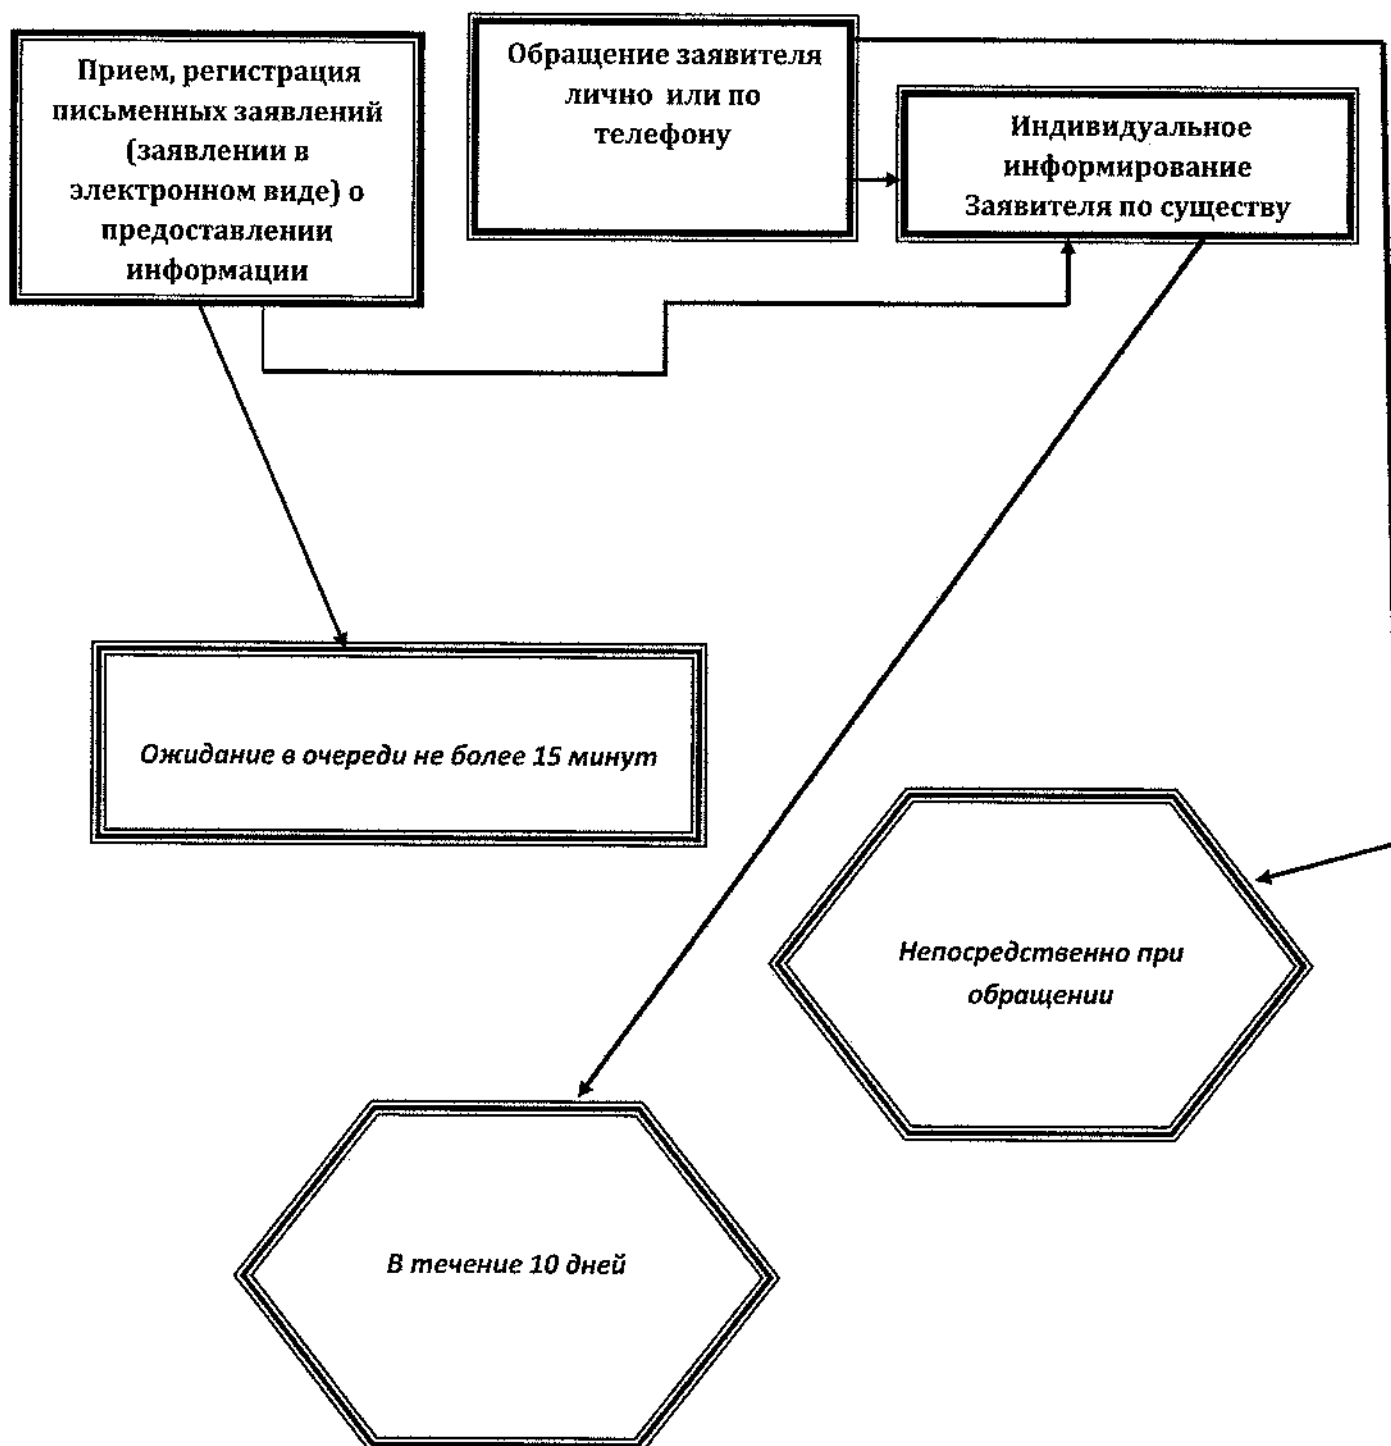 Прием, регистрация
письменных заявлений
(заявлении в
электронном виде) о
предоставлении
информации
Обращение заявителя
лично или по
телефону
Индивидуальное
информирование
Заявителя по существу
Ожидание в очереди не более 15 минут
Непосредственно при
обращении
В течение 10 дней